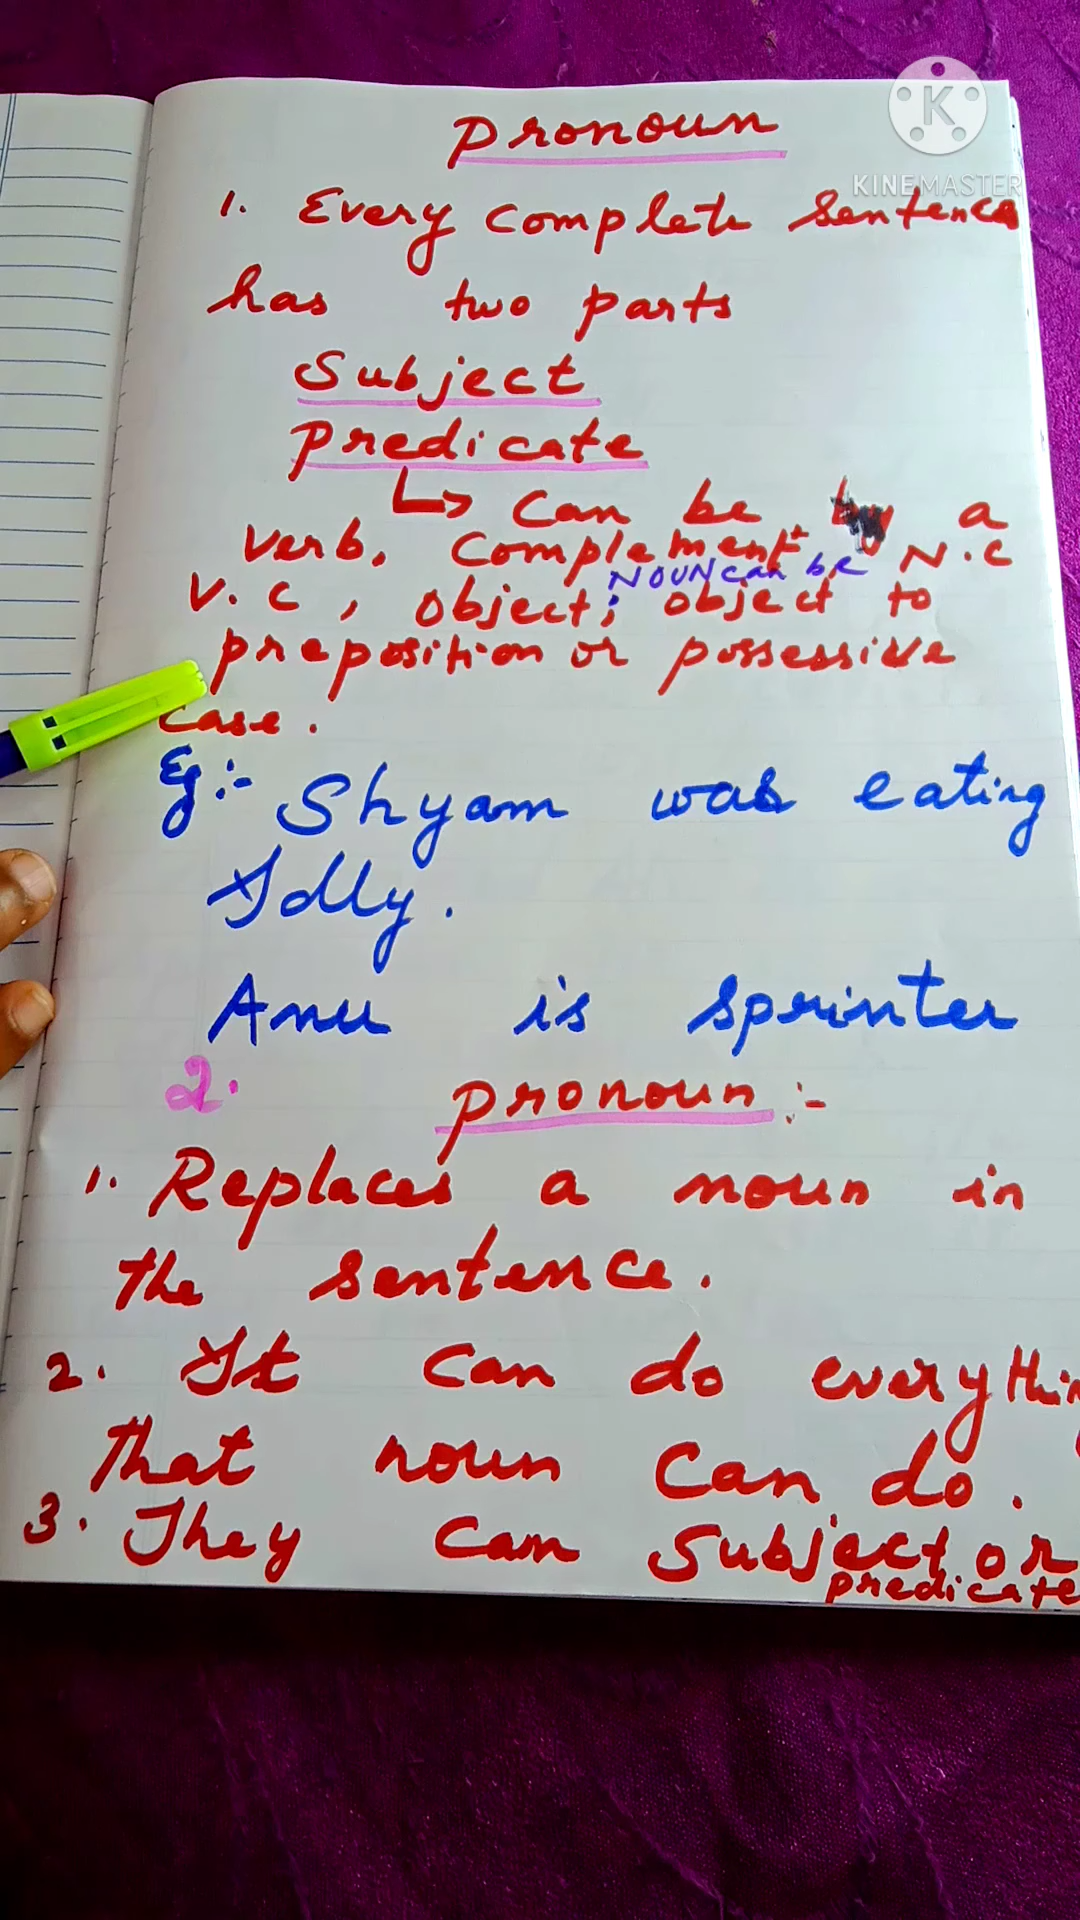 Pronoun
K
KINEMASTER
1. Every complete sentence
has two parts
Subject
Predicate
↳ Can be by a
Verb, Complement N.C
NOUN can be
V.C, object; object to
preposition or possessive
case.
Eg:- Shyam was eating
Idly.
Anu is sprinter
2. Pronoun :-
1. Replaces a noun in
the sentence.
2. It can do everythin
that noun can do.
3. They can Subject or
predicate